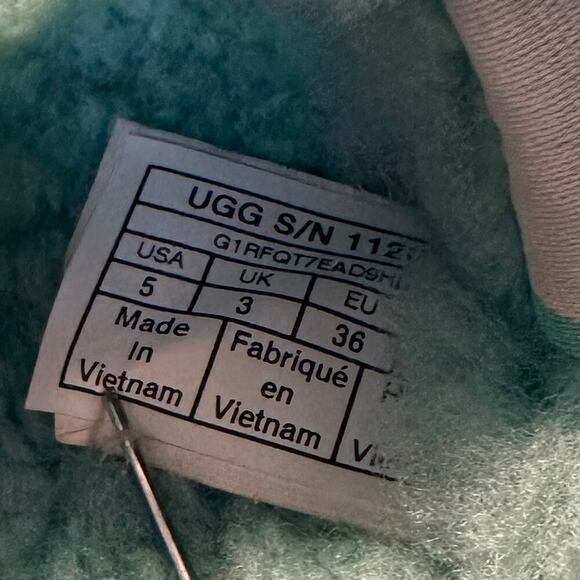 UGG S/N 112
G1RFQT7EAD9H
USA UK EU
5 3 36
Made
in
Vietnam
Fabriqué
en
Vietnam